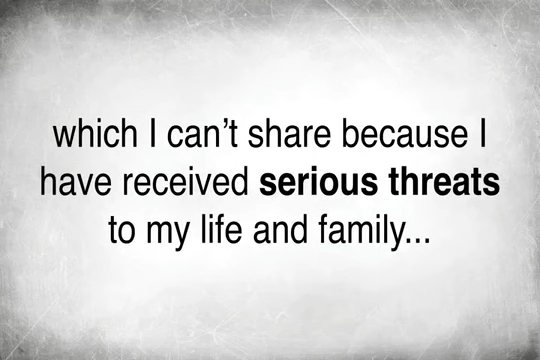 which I can’t share because I
have received serious threats
to my life and family...